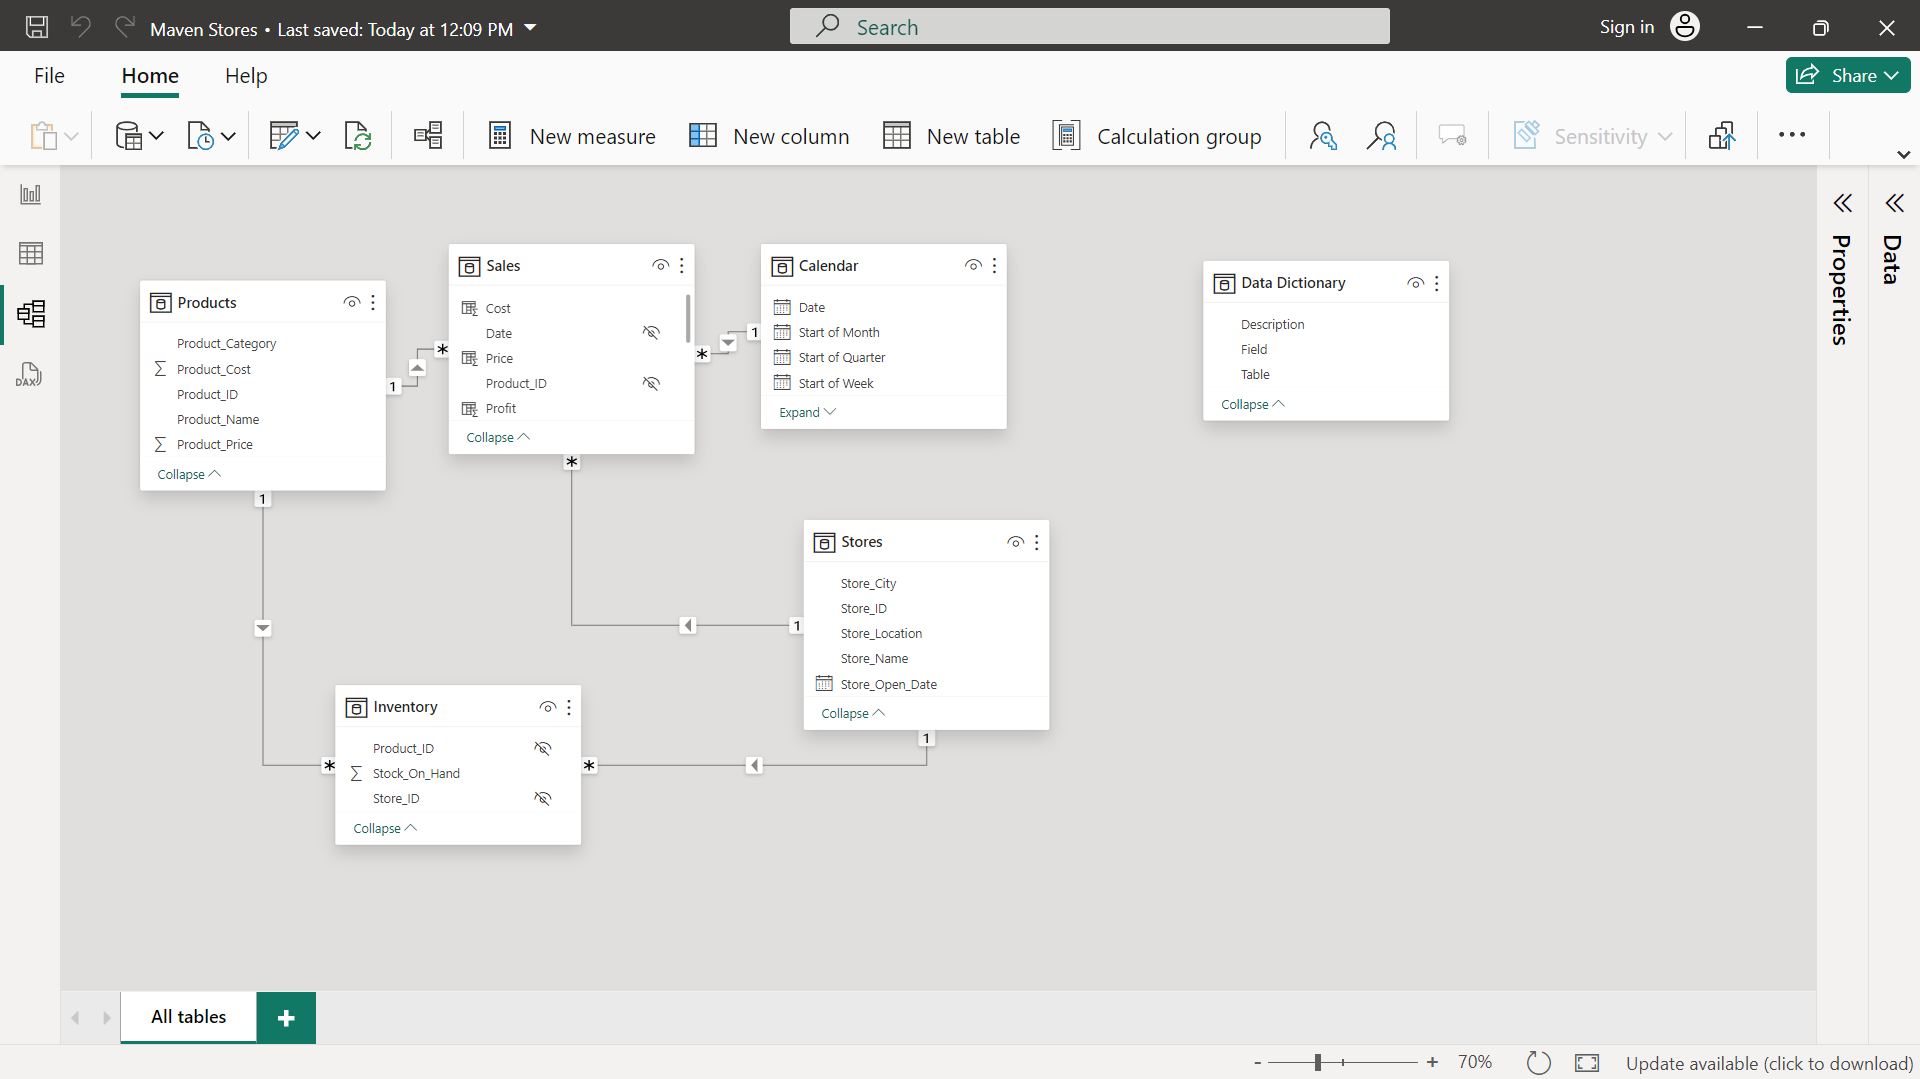 Maven Stores • Last saved: Today at 12:09 PM
Search
Sign in
File
Home
Help
Share
New measure
New column
New table
Calculation group
Sensitivity
DAX
Properties
Data
Products
Product_Category
Product_Cost
Product_ID
Product_Name
Product_Price
Collapse
Sales
Cost
Date
Price
Product_ID
Profit
Collapse
Calendar
Date
Start of Month
Start of Quarter
Start of Week
Expand
Data Dictionary
Description
Field
Table
Collapse
1
*
*
1
*
1
1
*
*
1
Stores
Store_City
Store_ID
Store_Location
Store_Name
Store_Open_Date
Collapse
Inventory
Product_ID
Stock_On_Hand
Store_ID
Collapse
All tables
+
- + 70%
Update available (click to download)